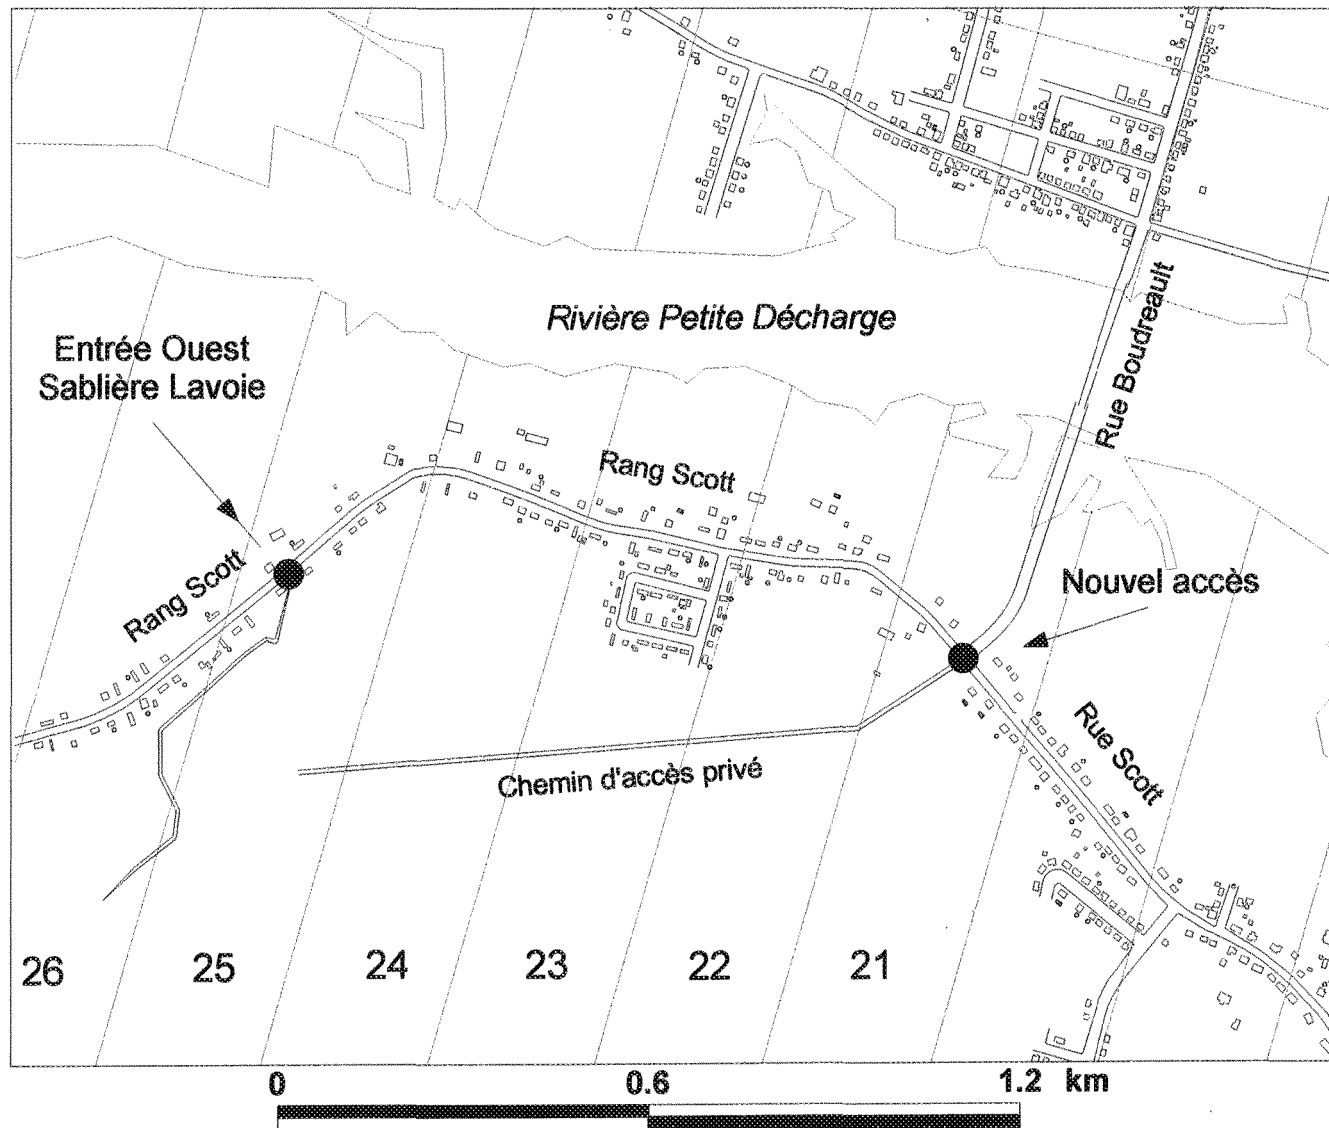 Rivière Petite Décharge
Rue Boudreault
Entrée Ouest
Sablière Lavoie
Rang Scott
Rang Scott
Nouvel accès
Rue Scott
Chemin d'accès privé
26 25 24 23 22 21
0 0.6 1.2 km